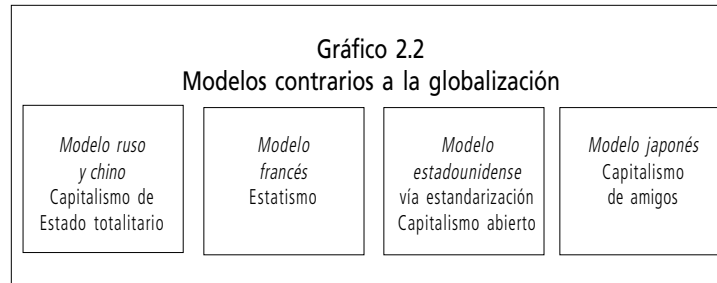 Gráfico 2.2
Modelos contrarios a la globalización
Modelo ruso
y chino
Capitalismo de
Estado totalitario
Modelo
francés
Estatismo
Modelo
estadounidense
vía estandarización
Capitalismo abierto
Modelo japonés
Capitalismo
de amigos